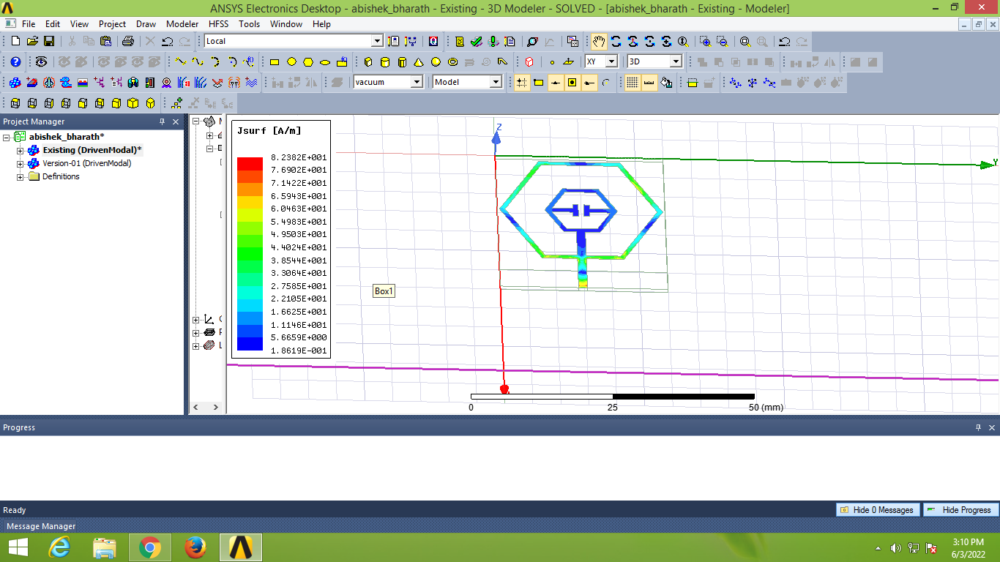 ANSYS Electronics Desktop - abishek_bharath - Existing - 3D Modeler - SOLVED - [abishek_bharath - Existing - Modeler]
File Edit View Project Draw Modeler HFSS Tools Window Help
Local
XY 3D
vacuum Model
Project Manager
abishek_bharath*
Existing (DrivenModal)*
Version-01 (DrivenModal)
Definitions
Jsurf [A/m]
8.2382E+001
7.6902E+001
7.1422E+001
6.5943E+001
6.0463E+001
5.4983E+001
4.9503E+001
4.4024E+001
3.8544E+001
3.3064E+001
2.7585E+001
2.2105E+001
1.6625E+001
1.1146E+001
5.6659E+000
1.8619E-001
Z
Y
Box1
0 25 50 (mm)
Progress
Ready
Hide 0 Messages Hide Progress
Message Manager
3:10 PM
6/3/2022